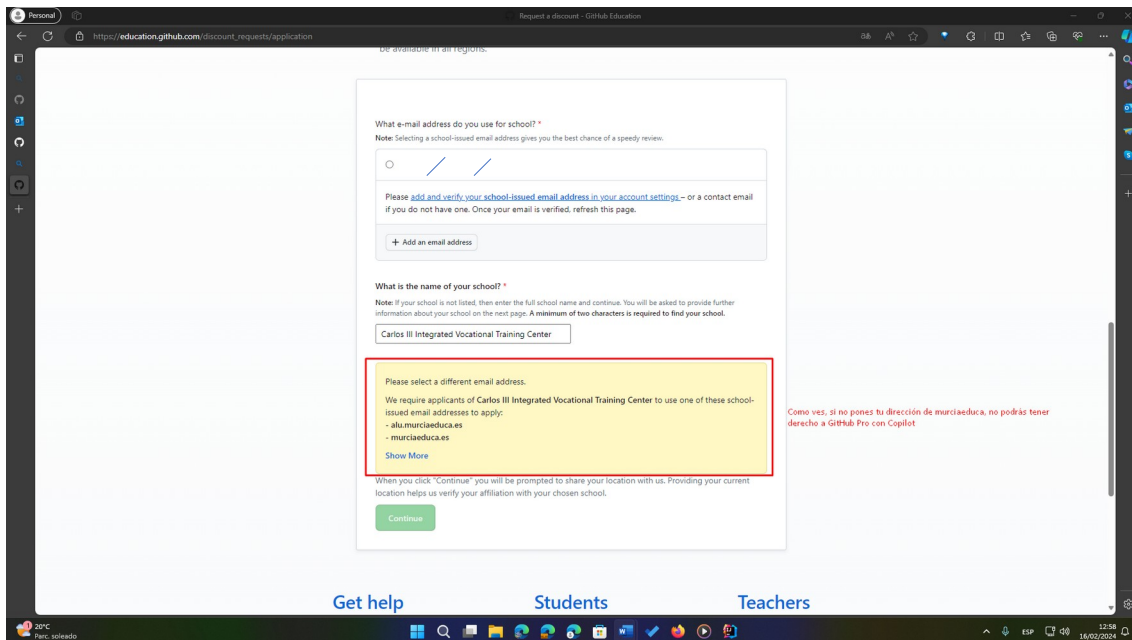 Personal
Request a discount - GitHub Education
https://education.github.com/discount_requests/application
be available in all regions.
What e-mail address do you use for school? *
Note: Selecting a school-issued email address gives you the best chance of a speedy review.
Please add and verify your school-issued email address in your account settings – or a contact email
if you do not have one. Once your email is verified, refresh this page.
+ Add an email address
What is the name of your school? *
Note: If your school is not listed, then enter the full school name and continue. You will be asked to provide further
information about your school on the next page. A minimum of two characters is required to find your school.
Carlos III Integrated Vocational Training Center
Please select a different email address.
We require applicants of Carlos III Integrated Vocational Training Center to use one of these school-
issued email addresses to apply:
- alu.murciaeduca.es
- murciaeduca.es
Show More
Como ves, si no pones tu dirección de murciaeduca, no podrás tener
derecho a GitHub Pro con Copilot
When you click "Continue" you will be prompted to share your location with us. Providing your current
location helps us verify your affiliation with your chosen school.
Continue
Get help
Students
Teachers
20°C
Parc. soleado
ESP
12:58
16/02/2024